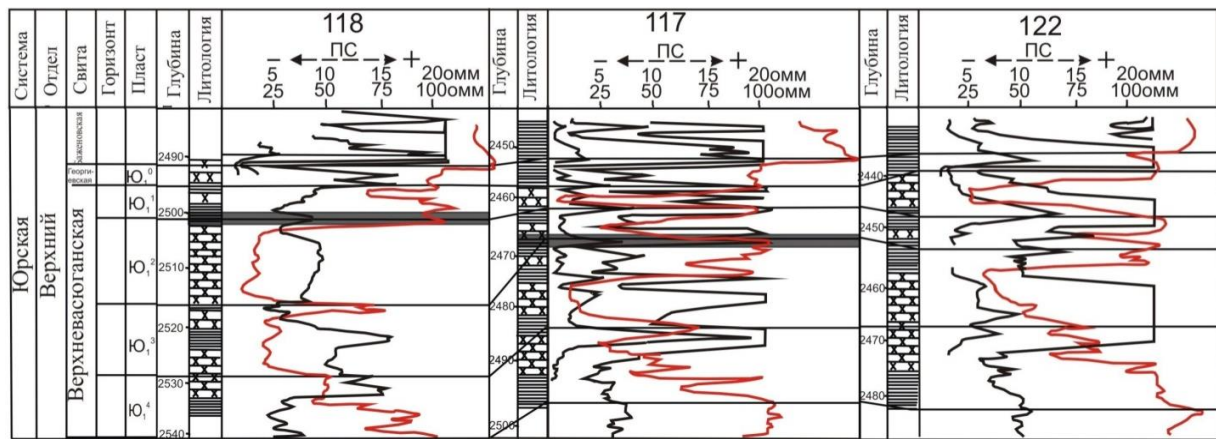 Система
Отдел
Свита
Горизонт
Пласт
Глубина
Литология
118
– ПС +
5 10 15 20омм
25 50 75 100омм
Глубина
Литология
117
– ПС +
5 10 15 20омм
25 50 75 100омм
Глубина
Литология
122
– ПС +
5 10 15 20омм
25 50 75 100омм
Юрская
Верхний
баженовская
Георги-
евская
Верхневасюганская
Ю₁⁰
Ю₁¹
Ю₁²
Ю₁³
Ю₁⁴
2490
2500
2510
2520
2530
2540
2450
2460
2470
2480
2490
2500
2440
2450
2460
2470
2480